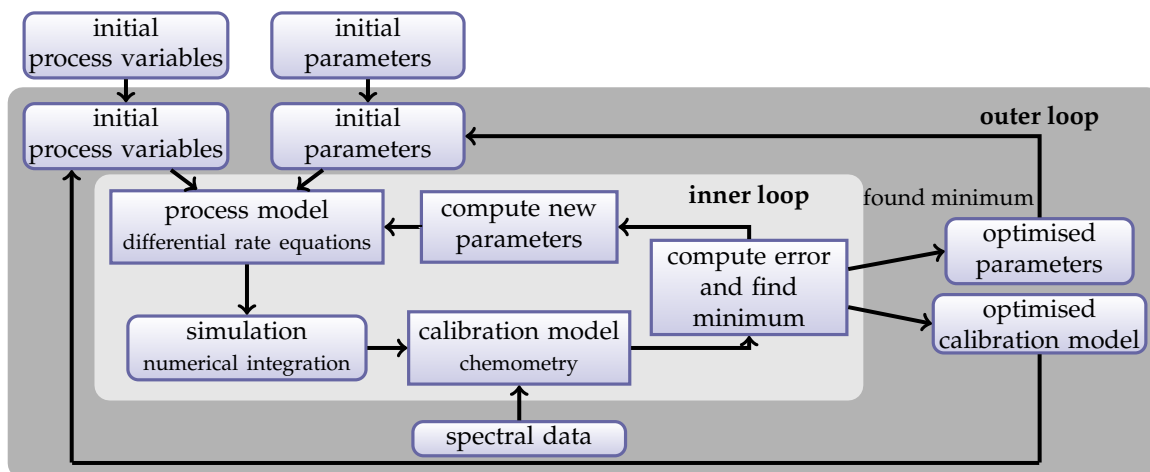 initial
process variables
initial
parameters
initial
process variables
initial
parameters
outer loop
inner loop
found minimum
process model
differential rate equations
compute new
parameters
compute error
and find
minimum
optimised
parameters
optimised
calibration model
simulation
numerical integration
calibration model
chemometry
spectral data